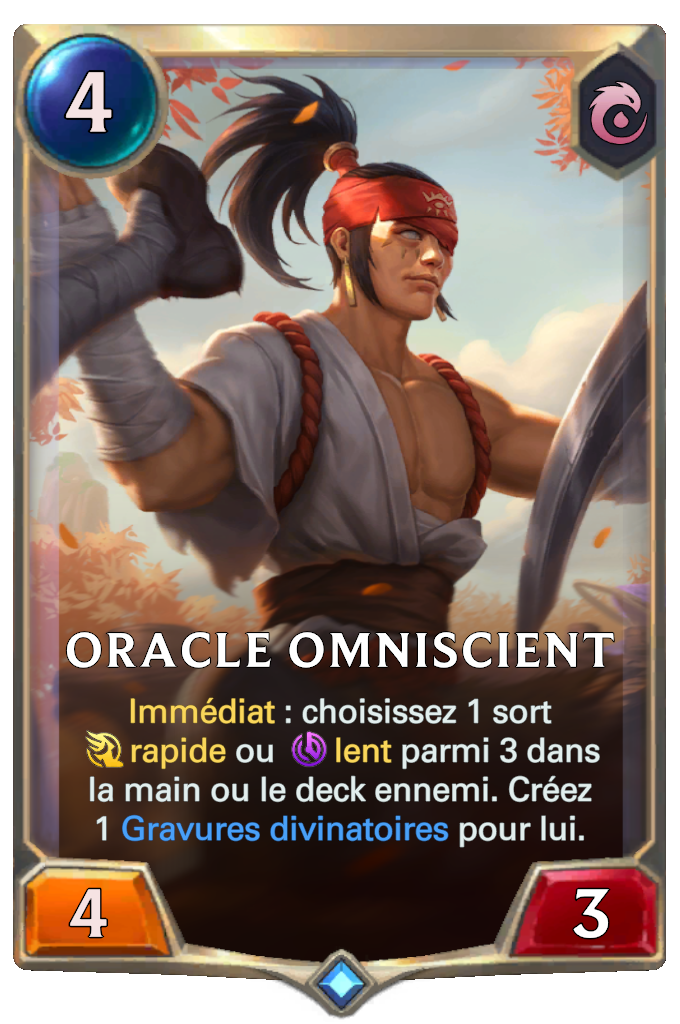 4
ORACLE OMNISCIENT
Immédiat : choisissez 1 sort
rapide ou lent parmi 3 dans
la main ou le deck ennemi. Créez
1 Gravures divinatoires pour lui.
4 3